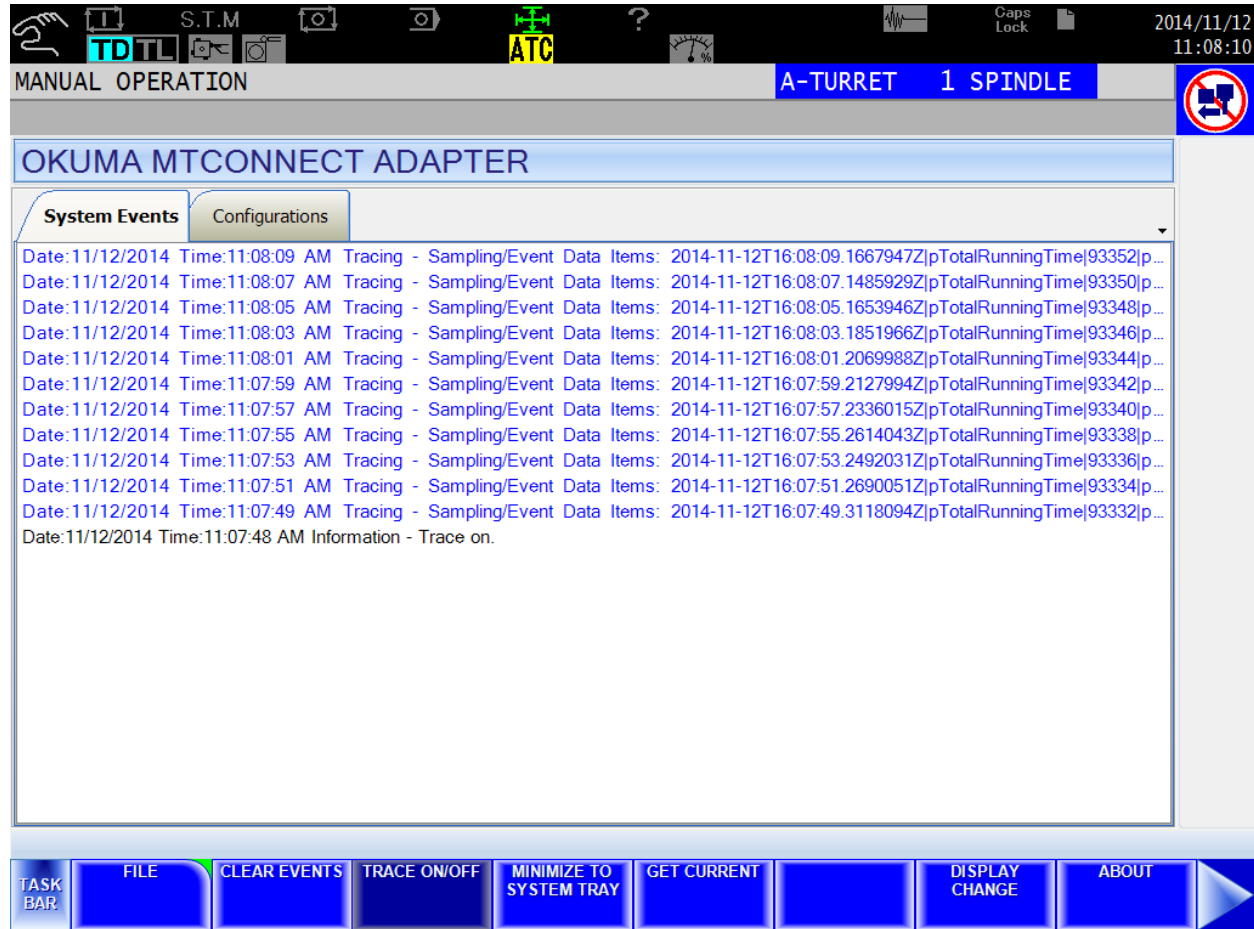 S.T.M ? Caps Lock 2014/11/12
TD TL ATC % 11:08:10
MANUAL OPERATION A-TURRET 1 SPINDLE
OKUMA MTCONNECT ADAPTER
System Events Configurations
Date:11/12/2014 Time:11:08:09 AM Tracing - Sampling/Event Data Items: 2014-11-12T16:08:09.1667947Z|pTotalRunningTime|93352|p...
Date:11/12/2014 Time:11:08:07 AM Tracing - Sampling/Event Data Items: 2014-11-12T16:08:07.1485929Z|pTotalRunningTime|93350|p...
Date:11/12/2014 Time:11:08:05 AM Tracing - Sampling/Event Data Items: 2014-11-12T16:08:05.1653946Z|pTotalRunningTime|93348|p...
Date:11/12/2014 Time:11:08:03 AM Tracing - Sampling/Event Data Items: 2014-11-12T16:08:03.1851966Z|pTotalRunningTime|93346|p...
Date:11/12/2014 Time:11:08:01 AM Tracing - Sampling/Event Data Items: 2014-11-12T16:08:01.2069988Z|pTotalRunningTime|93344|p...
Date:11/12/2014 Time:11:07:59 AM Tracing - Sampling/Event Data Items: 2014-11-12T16:07:59.2127994Z|pTotalRunningTime|93342|p...
Date:11/12/2014 Time:11:07:57 AM Tracing - Sampling/Event Data Items: 2014-11-12T16:07:57.2336015Z|pTotalRunningTime|93340|p...
Date:11/12/2014 Time:11:07:55 AM Tracing - Sampling/Event Data Items: 2014-11-12T16:07:55.2614043Z|pTotalRunningTime|93338|p...
Date:11/12/2014 Time:11:07:53 AM Tracing - Sampling/Event Data Items: 2014-11-12T16:07:53.2492031Z|pTotalRunningTime|93336|p...
Date:11/12/2014 Time:11:07:51 AM Tracing - Sampling/Event Data Items: 2014-11-12T16:07:51.2690051Z|pTotalRunningTime|93334|p...
Date:11/12/2014 Time:11:07:49 AM Tracing - Sampling/Event Data Items: 2014-11-12T16:07:49.3118094Z|pTotalRunningTime|93332|p...
Date:11/12/2014 Time:11:07:48 AM Information - Trace on.
TASK BAR
FILE
CLEAR EVENTS
TRACE ON/OFF
MINIMIZE TO SYSTEM TRAY
GET CURRENT
DISPLAY CHANGE
ABOUT